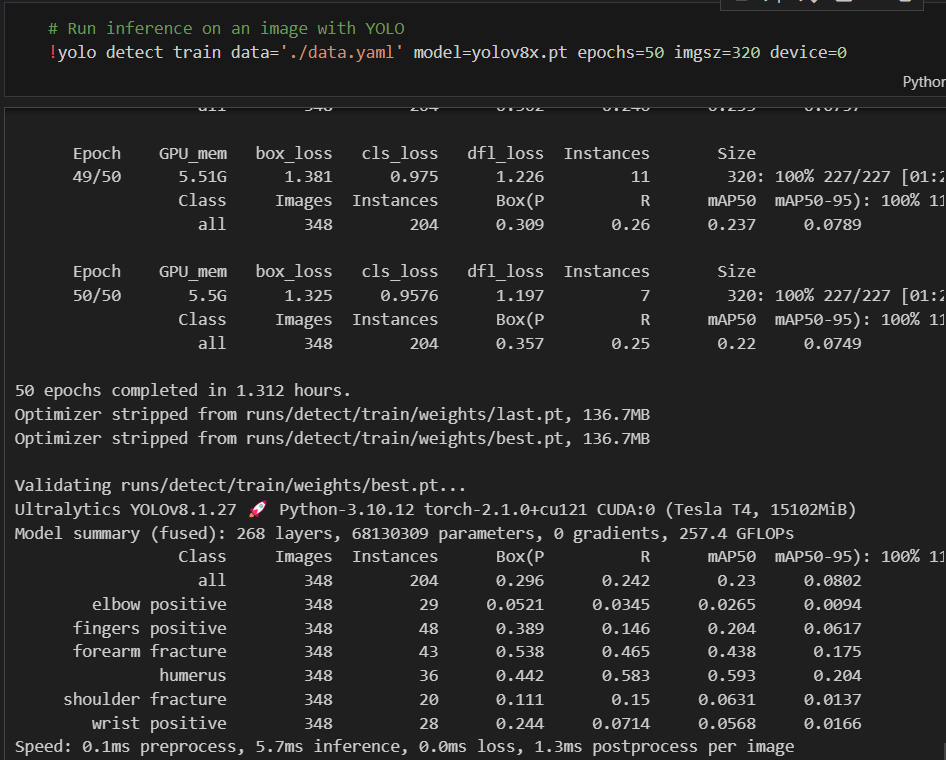 # Run inference on an image with YOLO
!yolo detect train data='./data.yaml' model=yolov8x.pt epochs=50 imgsz=320 device=0
Python
Epoch GPU_mem box_loss cls_loss dfl_loss Instances Size
49/50 5.51G 1.381 0.975 1.226 11 320: 100% 227/227 [01:2
Class Images Instances Box(P R mAP50 mAP50-95): 100% 11
all 348 204 0.309 0.26 0.237 0.0789
Epoch GPU_mem box_loss cls_loss dfl_loss Instances Size
50/50 5.5G 1.325 0.9576 1.197 7 320: 100% 227/227 [01:2
Class Images Instances Box(P R mAP50 mAP50-95): 100% 11
all 348 204 0.357 0.25 0.22 0.0749
50 epochs completed in 1.312 hours.
Optimizer stripped from runs/detect/train/weights/last.pt, 136.7MB
Optimizer stripped from runs/detect/train/weights/best.pt, 136.7MB
Validating runs/detect/train/weights/best.pt...
Ultralytics YOLOv8.1.27 🚀 Python-3.10.12 torch-2.1.0+cu121 CUDA:0 (Tesla T4, 15102MiB)
Model summary (fused): 268 layers, 68130309 parameters, 0 gradients, 257.4 GFLOPs
Class Images Instances Box(P R mAP50 mAP50-95): 100% 11
all 348 204 0.296 0.242 0.23 0.0802
elbow positive 348 29 0.0521 0.0345 0.0265 0.0094
fingers positive 348 48 0.389 0.146 0.204 0.0617
forearm fracture 348 43 0.538 0.465 0.438 0.175
humerus 348 36 0.442 0.583 0.593 0.204
shoulder fracture 348 20 0.111 0.15 0.0631 0.0137
wrist positive 348 28 0.244 0.0714 0.0568 0.0166
Speed: 0.1ms preprocess, 5.7ms inference, 0.0ms loss, 1.3ms postprocess per image